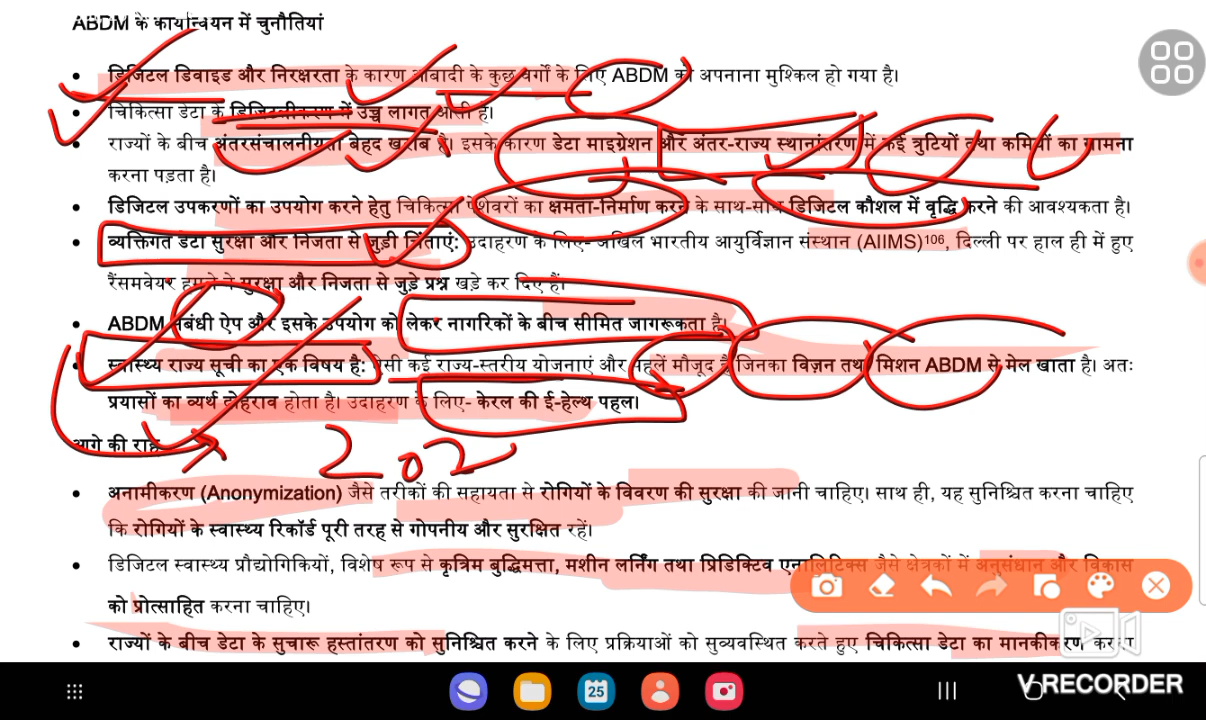 ABDM के कार्यान्वयन में चुनौतियां
• डिजिटल डिवाइड और निरक्षरता के कारण आबादी के कुछ वर्गों के लिए ABDM को अपनाना मुश्किल हो गया है।
• चिकित्सा डेटा के डिजिटलीकरण में उच्च लागत आती है।
• राज्यों के बीच अंतरसंचालनीयता बेहद खराब है। इसके कारण डेटा माइग्रेशन और अंतर-राज्य स्थानांतरण में कई त्रुटियों तथा कमियों का सामना
करना पड़ता है।
• डिजिटल उपकरणों का उपयोग करने हेतु चिकित्सा पेशेवरों का क्षमता-निर्माण करने के साथ-साथ डिजिटल कौशल में वृद्धि करने की आवश्यकता है।
• व्यक्तिगत डेटा सुरक्षा और निजता से जुड़ी चिंताएं: उदाहरण के लिए- अखिल भारतीय आयुर्विज्ञान संस्थान (AIIMS)106, दिल्ली पर हाल ही में हुए
रैंसमवेयर हमले ने सुरक्षा और निजता से जुड़े प्रश्न खड़े कर दिए हैं।
• ABDM संबंधी ऐप और इसके उपयोग को लेकर नागरिकों के बीच सीमित जागरूकता है।
• स्वास्थ्य राज्य सूची का एक विषय है: ऐसी कई राज्य-स्तरीय योजनाएं और पहलें मौजूद हैं जिनका विज़न तथा मिशन ABDM से मेल खाता है। अतः
प्रयासों का व्यर्थ दोहराव होता है। उदाहरण के लिए- केरल की ई-हेल्थ पहल।
आगे की राह
202
• अनामीकरण (Anonymization) जैसे तरीकों की सहायता से रोगियों के विवरण की सुरक्षा की जानी चाहिए। साथ ही, यह सुनिश्चित करना चाहिए
कि रोगियों के स्वास्थ्य रिकॉर्ड पूरी तरह से गोपनीय और सुरक्षित रहें।
• डिजिटल स्वास्थ्य प्रौद्योगिकियों, विशेष रूप से कृत्रिम बुद्धिमत्ता, मशीन लर्निंग तथा प्रिडिक्टिव एनालिटिक्स जैसे क्षेत्रकों में अनुसंधान और विकास
को प्रोत्साहित करना चाहिए।
• राज्यों के बीच डेटा के सुचारू हस्तांतरण को सुनिश्चित करने के लिए प्रक्रियाओं को सुव्यवस्थित करते हुए चिकित्सा डेटा का मानकीकरण करना
25
V RECORDER